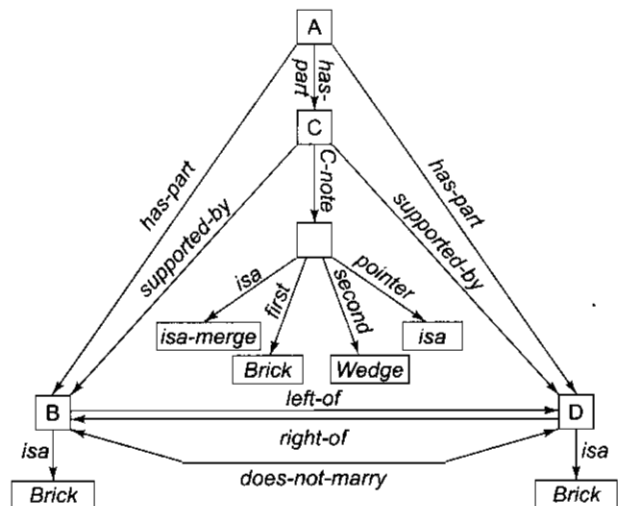 A
has-part
has-part
has-part
C
C-note
supported-by
supported-by
isa
first
second
pointer
isa-merge
isa
Brick
Wedge
left-of
B
D
right-of
isa
isa
does-not-marry
Brick
Brick